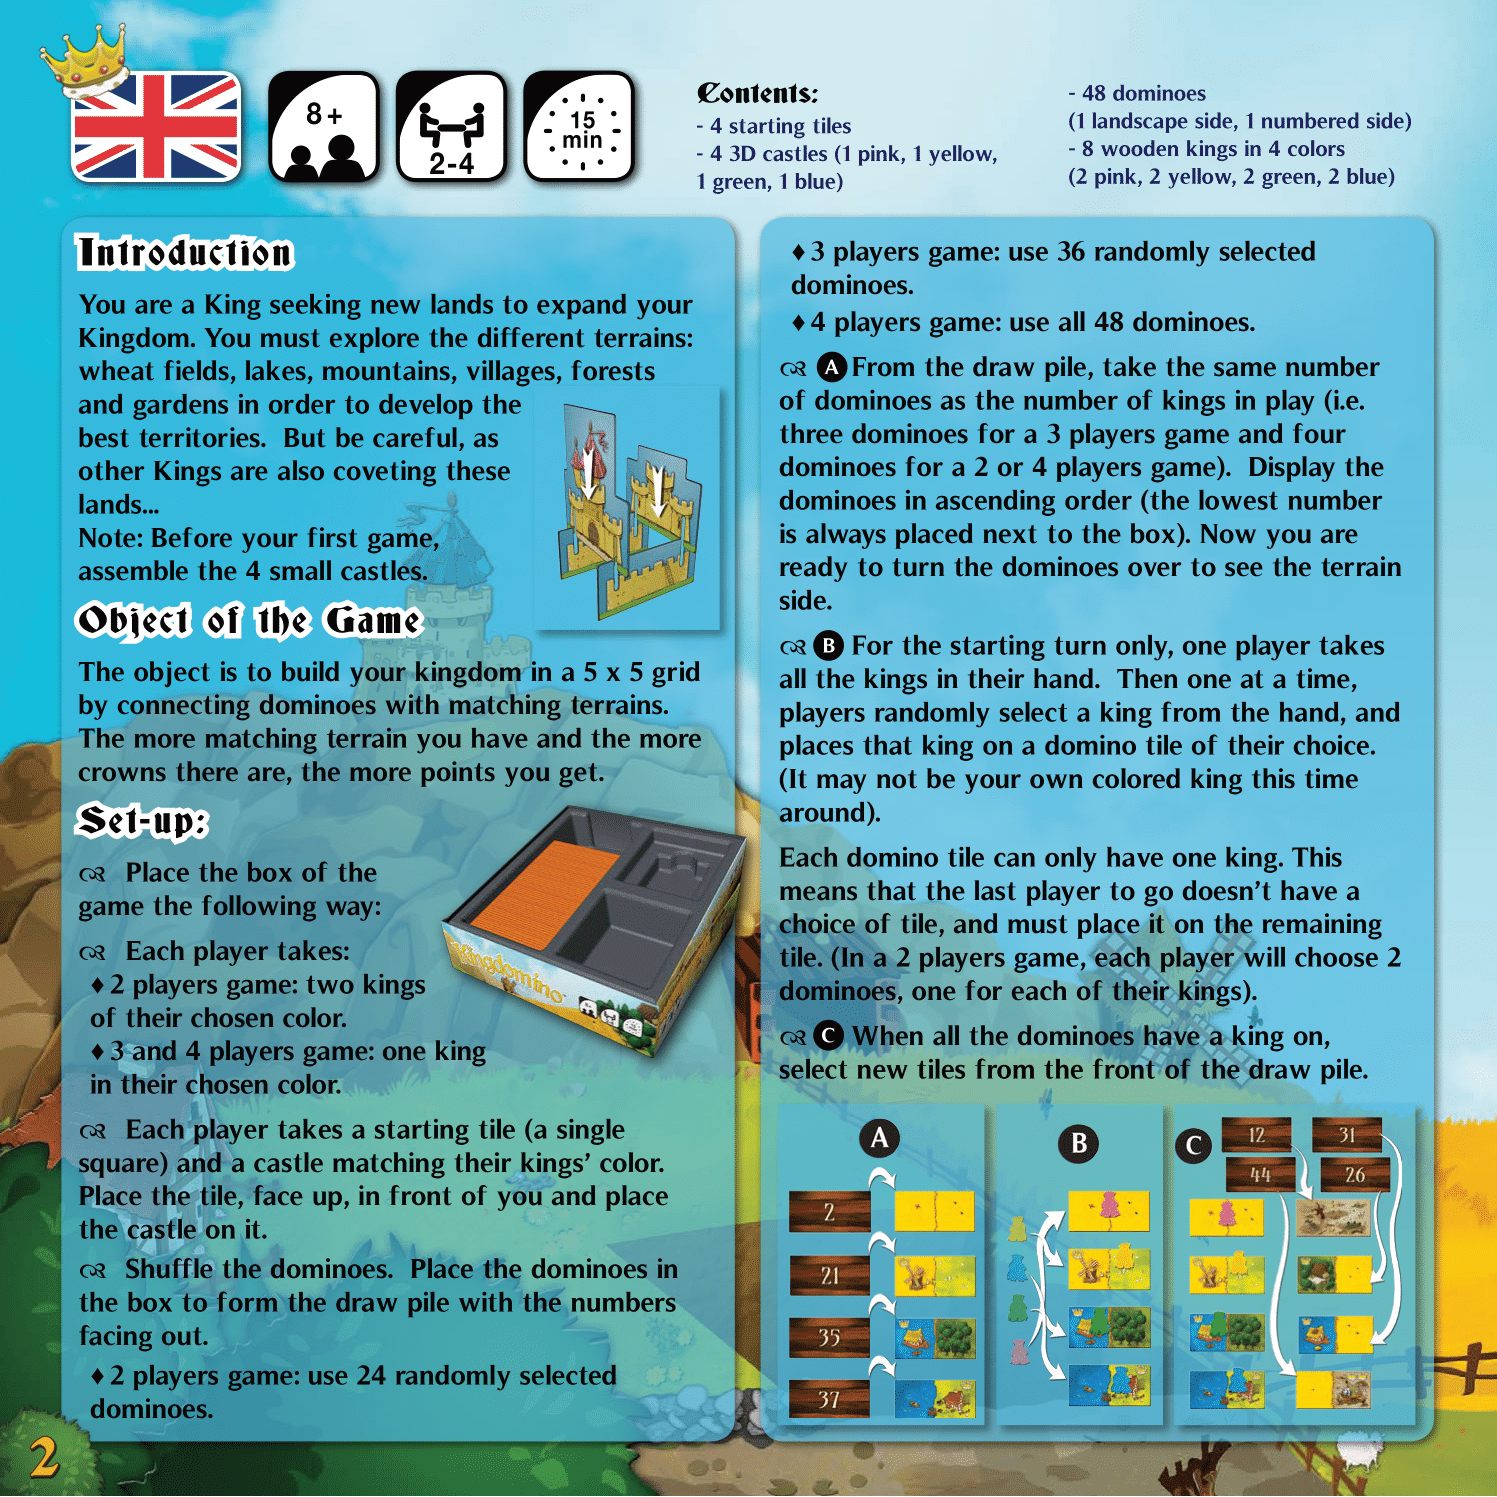 8+
2-4
15
min
Contents:
- 4 starting tiles
- 4 3D castles (1 pink, 1 yellow,
1 green, 1 blue)
- 48 dominoes
(1 landscape side, 1 numbered side)
- 8 wooden kings in 4 colors
(2 pink, 2 yellow, 2 green, 2 blue)
Introduction
You are a King seeking new lands to expand your
Kingdom. You must explore the different terrains:
wheat fields, lakes, mountains, villages, forests
and gardens in order to develop the
best territories.  But be careful, as
other Kings are also coveting these
lands...
Note: Before your first game,
assemble the 4 small castles.
Object of the Game
The object is to build your kingdom in a 5 x 5 grid
by connecting dominoes with matching terrains.
The more matching terrain you have and the more
crowns there are, the more points you get.
Set-up:
Place the box of the
game the following way:
Each player takes:
♦ 2 players game: two kings
of their chosen color.
♦ 3 and 4 players game: one king
in their chosen color.
Kingdomino
8+
Each player takes a starting tile (a single
square) and a castle matching their kings' color.
Place the tile, face up, in front of you and place
the castle on it.
Shuffle the dominoes.  Place the dominoes in
the box to form the draw pile with the numbers
facing out.
♦ 2 players game: use 24 randomly selected
dominoes.
♦ 3 players game: use 36 randomly selected
dominoes.
♦ 4 players game: use all 48 dominoes.
A From the draw pile, take the same number
of dominoes as the number of kings in play (i.e.
three dominoes for a 3 players game and four
dominoes for a 2 or 4 players game).  Display the
dominoes in ascending order (the lowest number
is always placed next to the box). Now you are
ready to turn the dominoes over to see the terrain
side.
B For the starting turn only, one player takes
all the kings in their hand.  Then one at a time,
players randomly select a king from the hand, and
places that king on a domino tile of their choice.
(It may not be your own colored king this time
around).
Each domino tile can only have one king. This
means that the last player to go doesn't have a
choice of tile, and must place it on the remaining
tile. (In a 2 players game, each player will choose 2
dominoes, one for each of their kings).
C When all the dominoes have a king on,
select new tiles from the front of the draw pile.
A
2
21
35
37
B
C
12
31
44
26
2